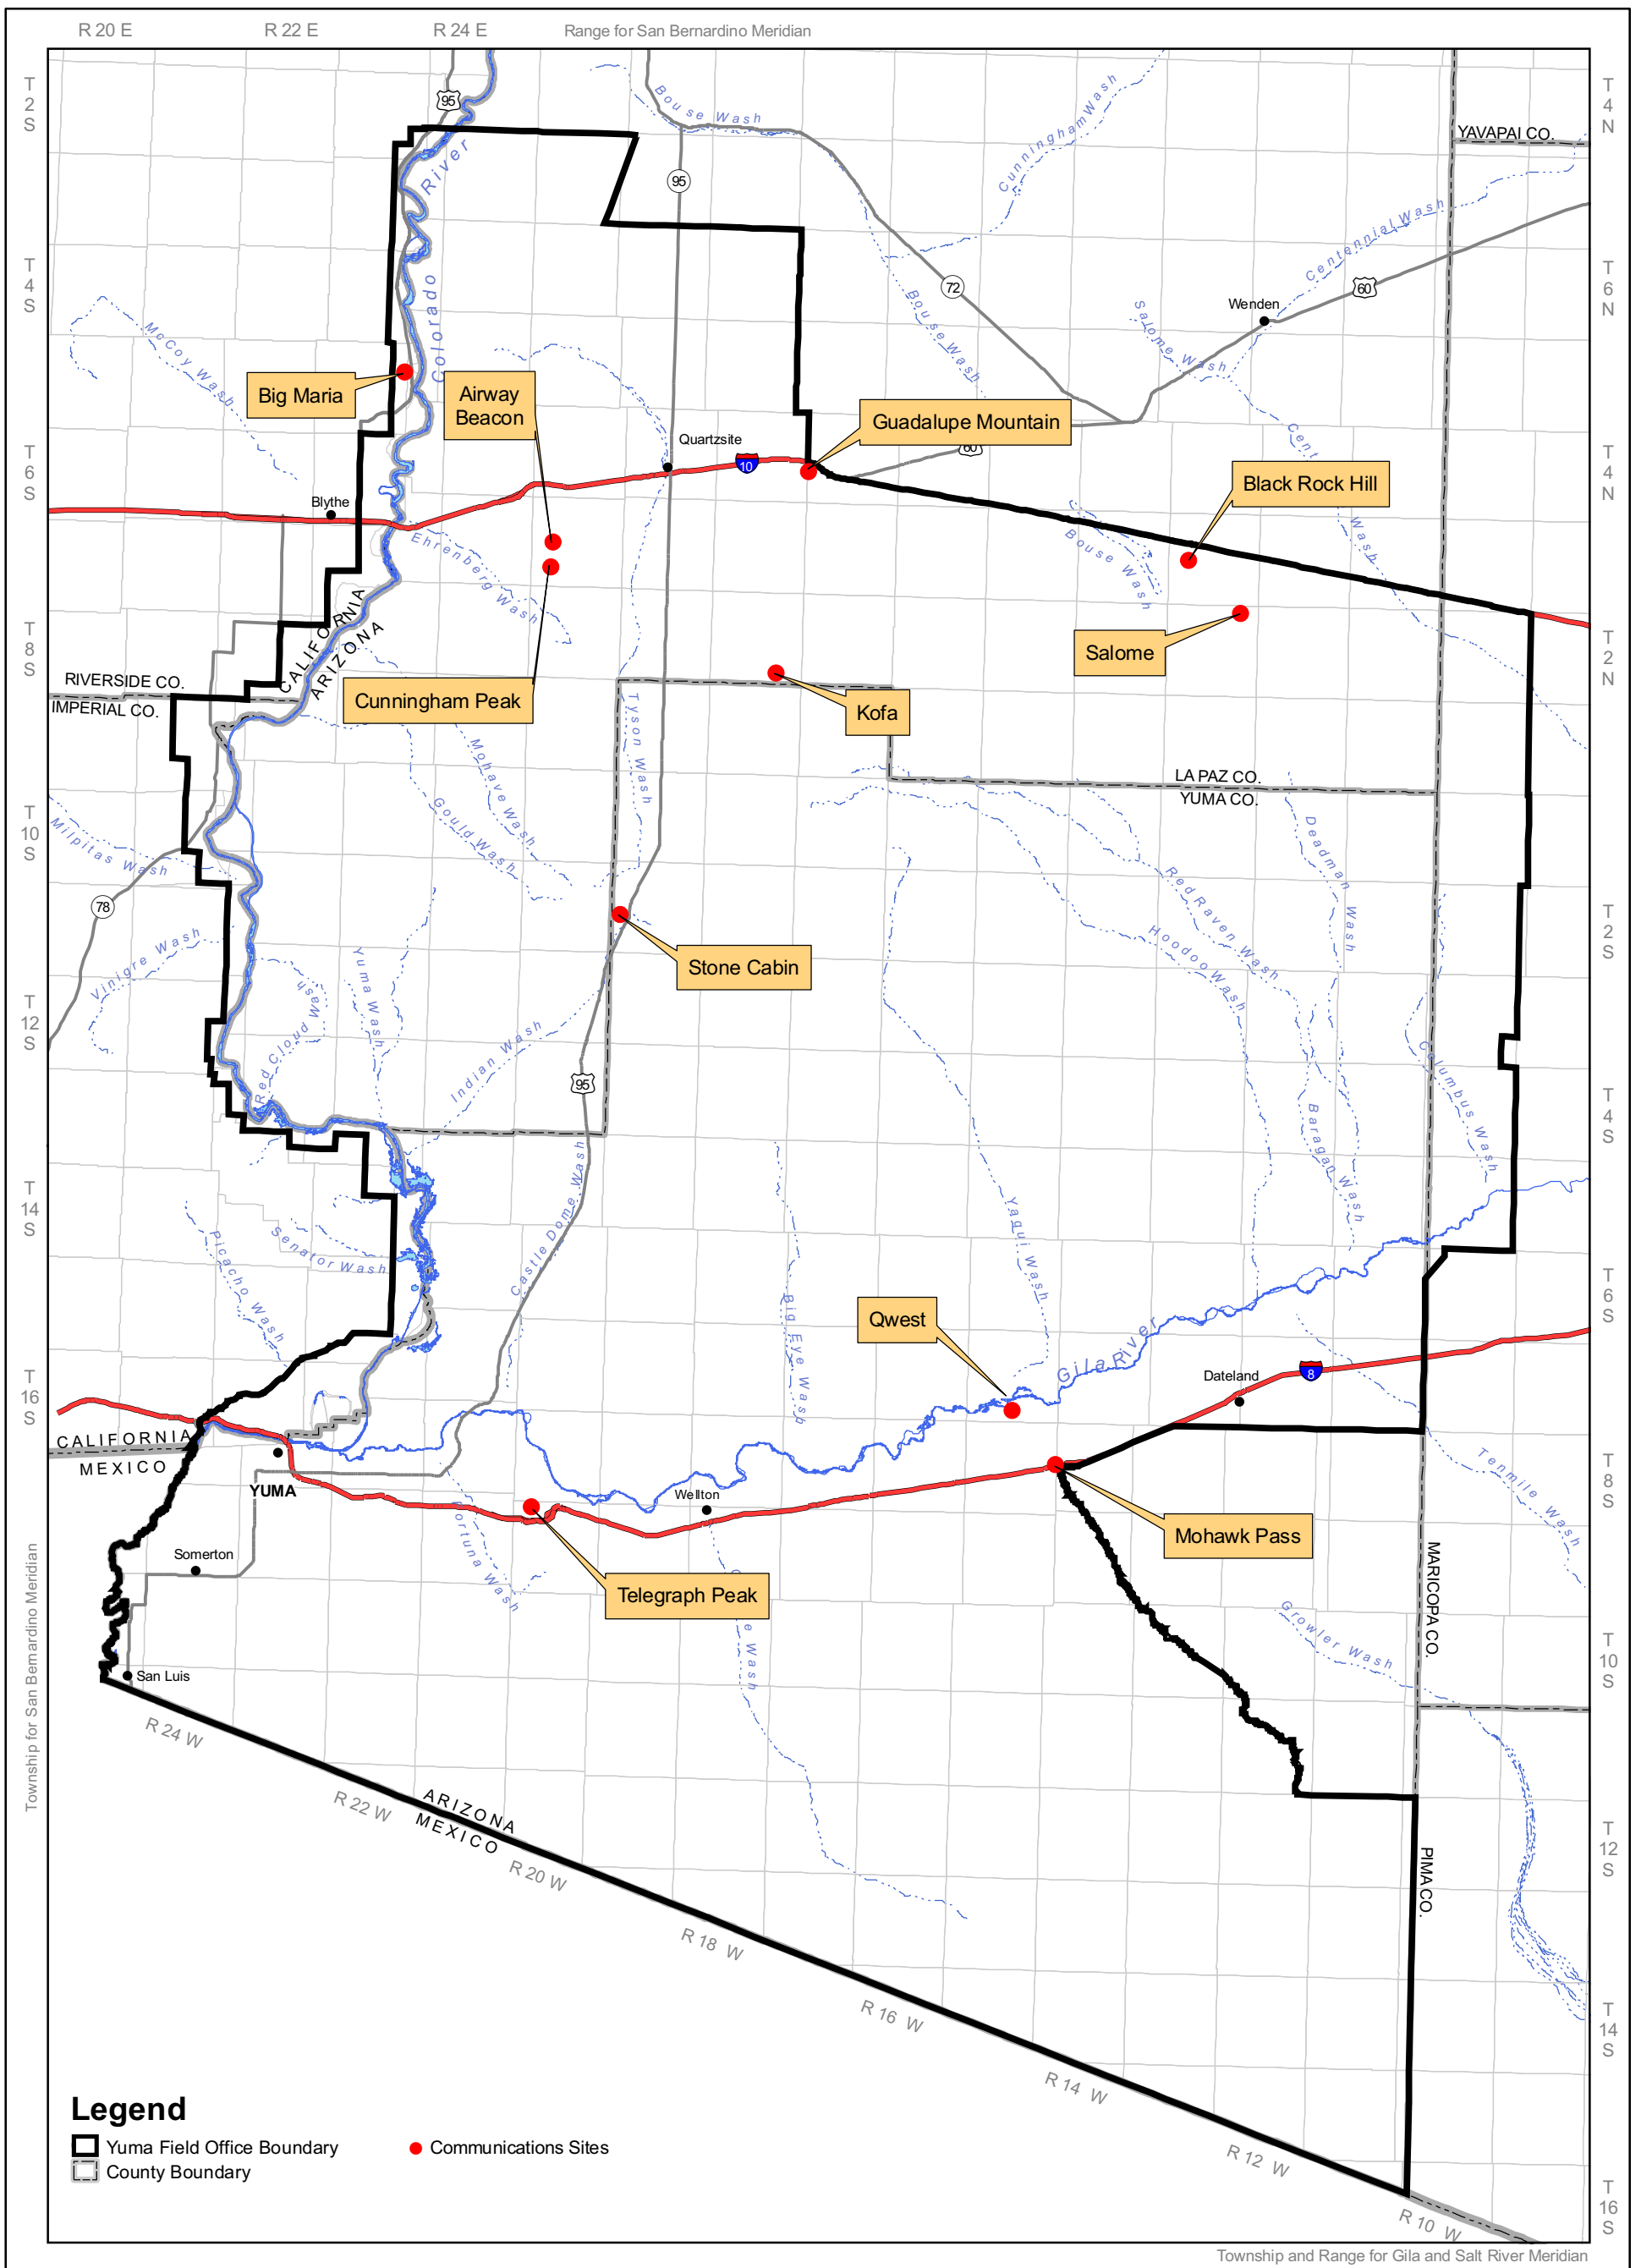 R 20 E
R 22 E
R 24 E
Range for San Bernardino Meridian
T
2
S
T
4
S
T
6
S
T
8
S
T
10
S
T
12
S
T
14
S
T
16
S
Township for San Bernardino Meridian
T
4
N
T
6
N
T
4
N
T
2
N
T
2
S
T
4
S
T
6
S
T
8
S
T
10
S
T
12
S
T
14
S
T
16
S
95
Bouse Wash
Cunningham Wash
YAVAPAI CO.
River
95
Centennial Wash
Colorado
72
60
Wenden
Bouse Wash
Salome Wash
McCoy Wash
Big Maria
Airway
Beacon
Guadalupe Mountain
Quartzsite
60
Cent
10
Black Rock Hill
Blythe
Wash
Ehrenberg Wash
Bouse Wash
CALIFORNIA
ARIZONA
Salome
RIVERSIDE CO.
IMPERIAL CO.
Cunningham Peak
Kofa
Tyson Wash
Mohave Wash
LA PAZ CO.
YUMA CO.
Gould Wash
Milpitas Wash
Deadman Wash
Red Raven Wash
78
Stone Cabin
Hoodoo Wash
Vinigre Wash
Yuma Wash
Red Cloud Wash
Indian Wash
95
Columbus Wash
Baragan Wash
Castle Dome Wash
Yaqui Wash
Picacho Wash
Senator Wash
Big Eye Wash
Qwest
Gila River
Dateland
8
CALIFORNIA
MEXICO
YUMA
Wellton
Tenmile Wash
Mohawk Pass
Fortuna Wash
Somerton
Telegraph Peak
e Wash
MARICOPA CO.
Growler Wash
San Luis
R 24 W
R 22 W
ARIZONA
MEXICO
R 20 W
PIMA CO.
R 18 W
R 16 W
R 14 W
R 12 W
R 10 W
Legend
Yuma Field Office Boundary
Communications Sites
County Boundary
Township and Range for Gila and Salt River Meridian